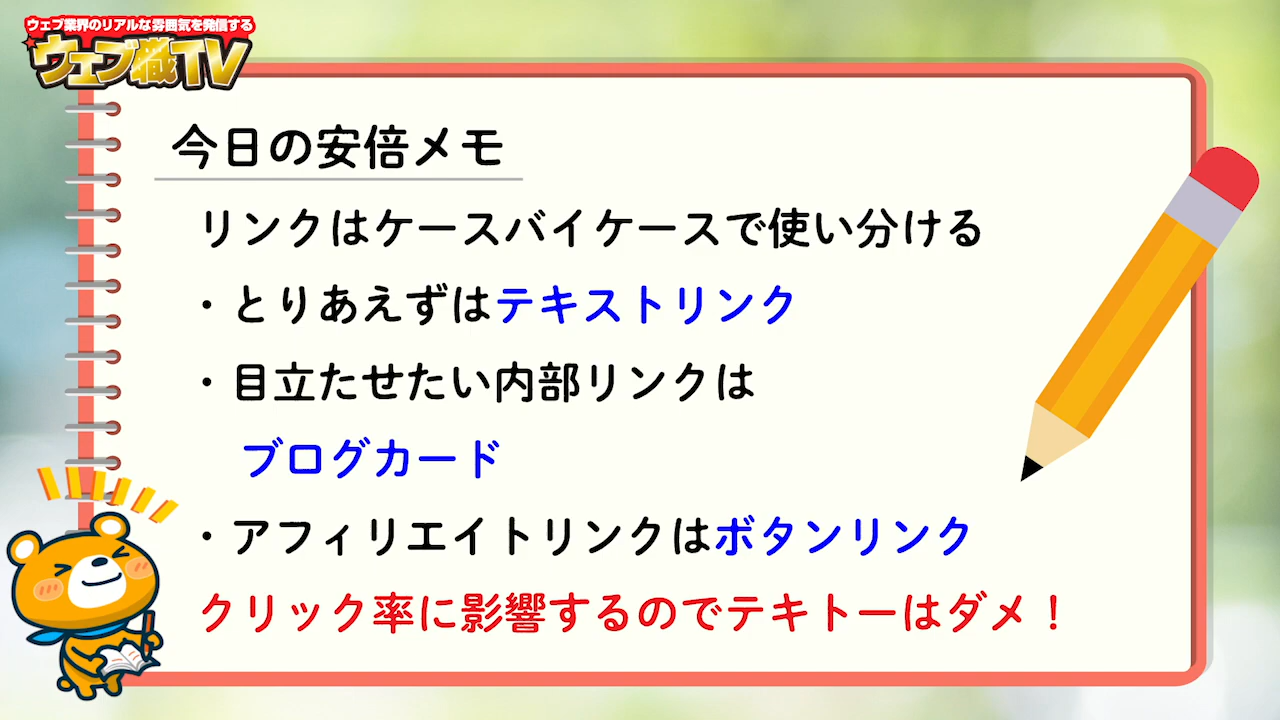 ウェブ業界のリアルな雰囲気を発信する
ウェブ職TV
今日の安倍メモ
リンクはケースバイケースで使い分ける
・とりあえずはテキストリンク
・目立たせたい内部リンクは
ブログカード
・アフィリエイトリンクはボタンリンク
クリック率に影響するのでテキトーはダメ！